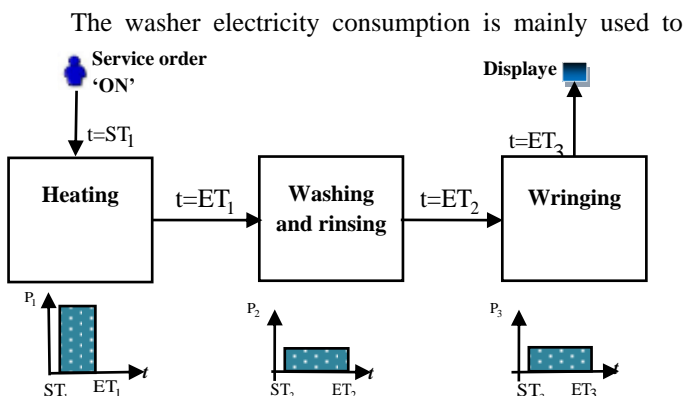 The washer electricity consumption is mainly used to
Service order
‘ON’
Displaye
t=ST1
t=ET3
Heating
t=ET1
Washing
and rinsing
t=ET2
Wringing
P1
ET1
t
P2
ST2
ET2
t
P3
ET3
t